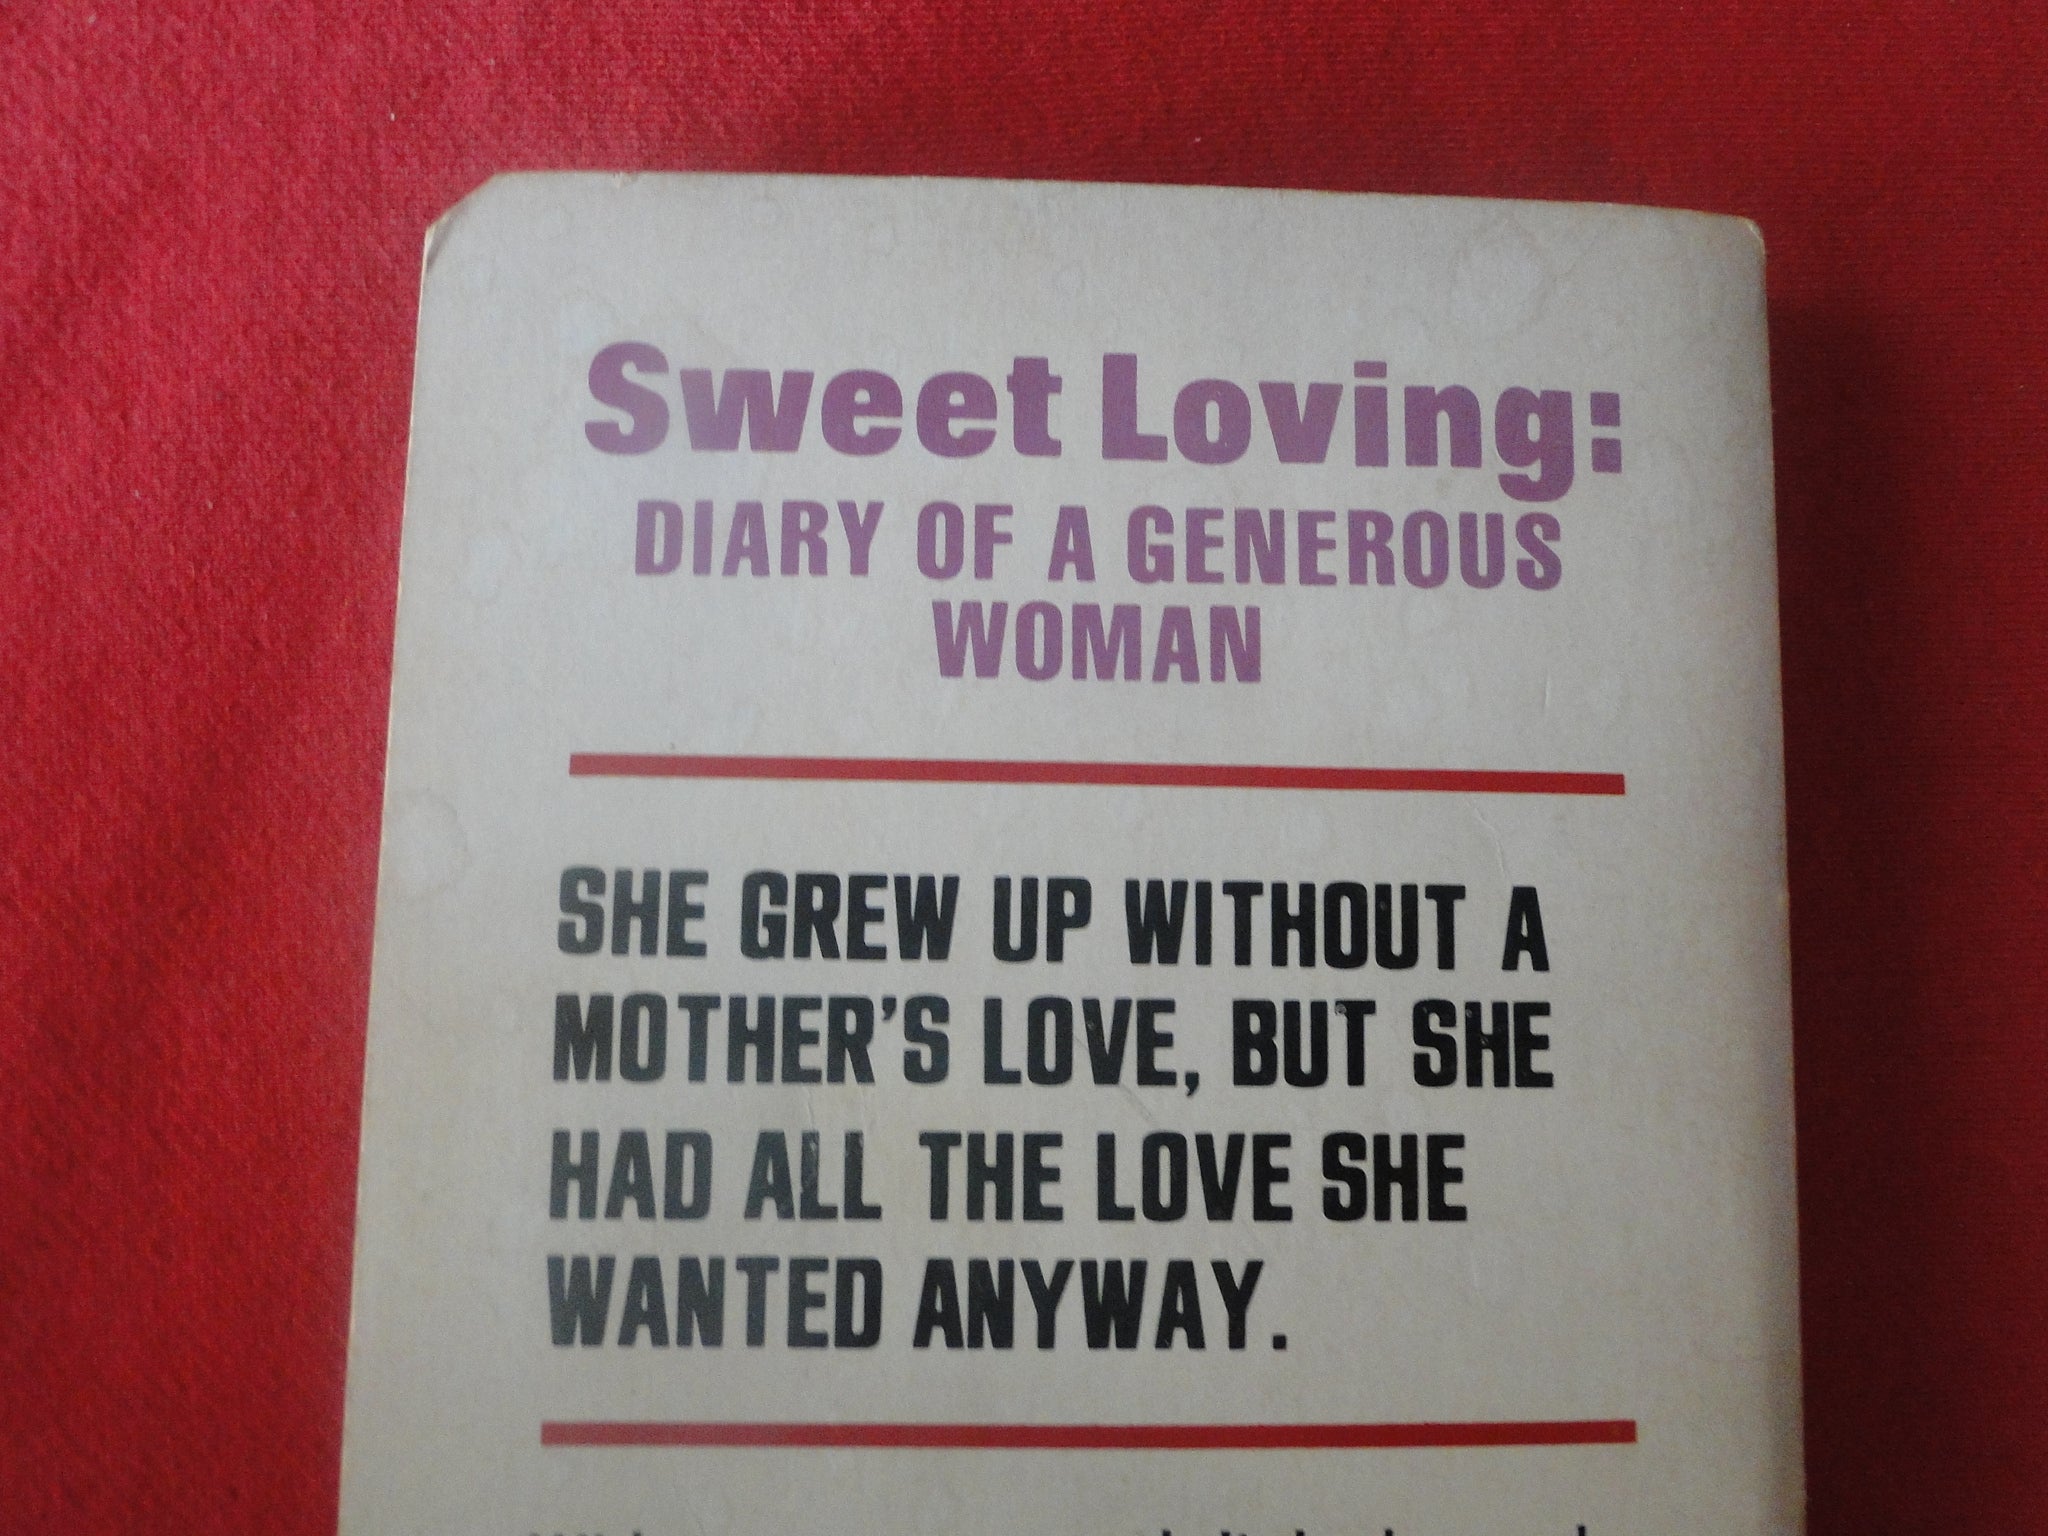 Sweet Loving:
DIARY OF A GENEROUS
WOMAN
SHE GREW UP WITHOUT A
MOTHER'S LOVE, BUT SHE
HAD ALL THE LOVE SHE
WANTED ANYWAY.